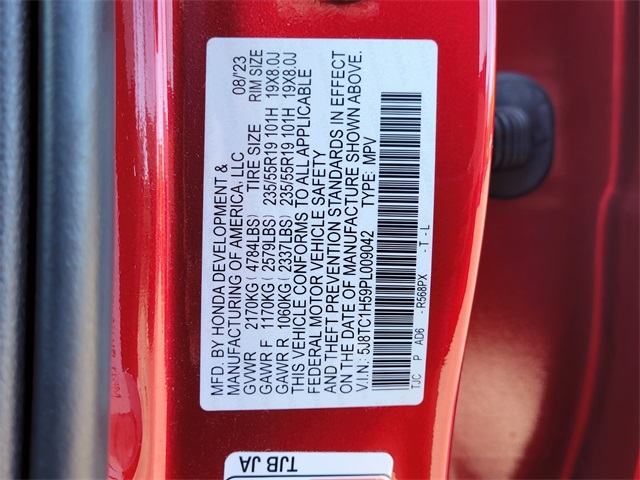 MFD. BY HONDA DEVELOPMENT &
MANUFACTURING OF AMERICA, LLC 08/'23
GVWR 2170KG ( 4784LBS) TIRE SIZE RIM SIZE
GAWR F 1170KG ( 2579LBS) 235/55R19 101H 19X8.0J
GAWR R 1060KG ( 2337LBS) 235/55R19 101H 19X8.0J
THIS VEHICLE CONFORMS TO ALL APPLICABLE
FEDERAL MOTOR VEHICLE SAFETY
AND THEFT PREVENTION STANDARDS IN EFFECT
ON THE DATE OF MANUFACTURE SHOWN ABOVE.
V.I.N.: 5J8TC1H59PL009042 TYPE: MPV
TJC P AD6 - R568PX - T - L
TJB JA